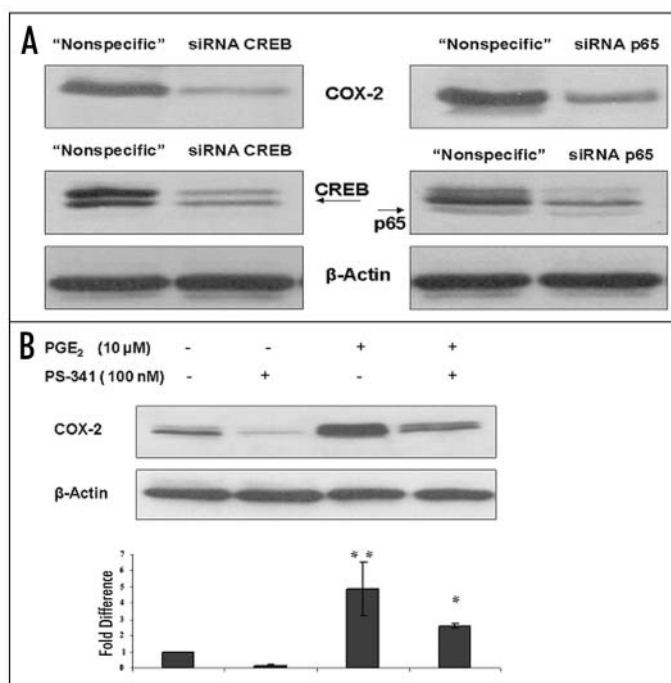 A
"Nonspecific" siRNA CREB
"Nonspecific" siRNA p65
COX-2
"Nonspecific" siRNA CREB
"Nonspecific" siRNA p65
CREB
p65
β-Actin
B
PGE₂ (10 µM) - - + +
PS-341 ( 100 nM) - + - +
COX-2
β-Actin
Fold Difference
7
6
5
4
3
2
1
0
* *
*